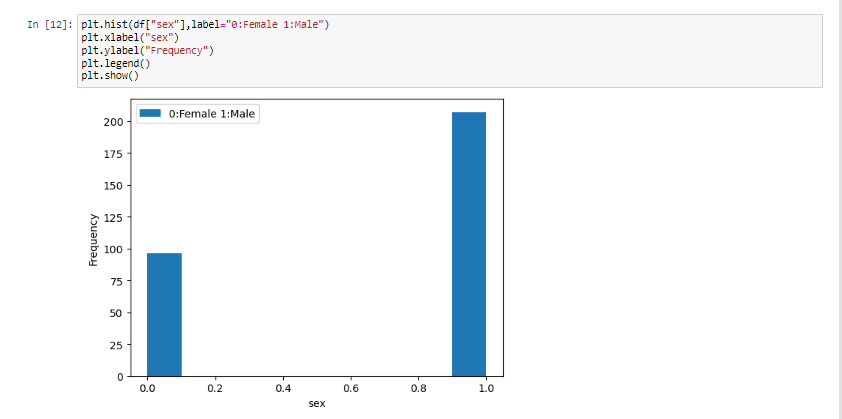 In [12]: plt.hist(df["sex"],label="0:Female 1:Male")
plt.xlabel("sex")
plt.ylabel("Frequency")
plt.legend()
plt.show()
0:Female 1:Male
200
175
150
125
100
75
50
25
0
Frequency
0.0 0.2 0.4 0.6 0.8 1.0
sex